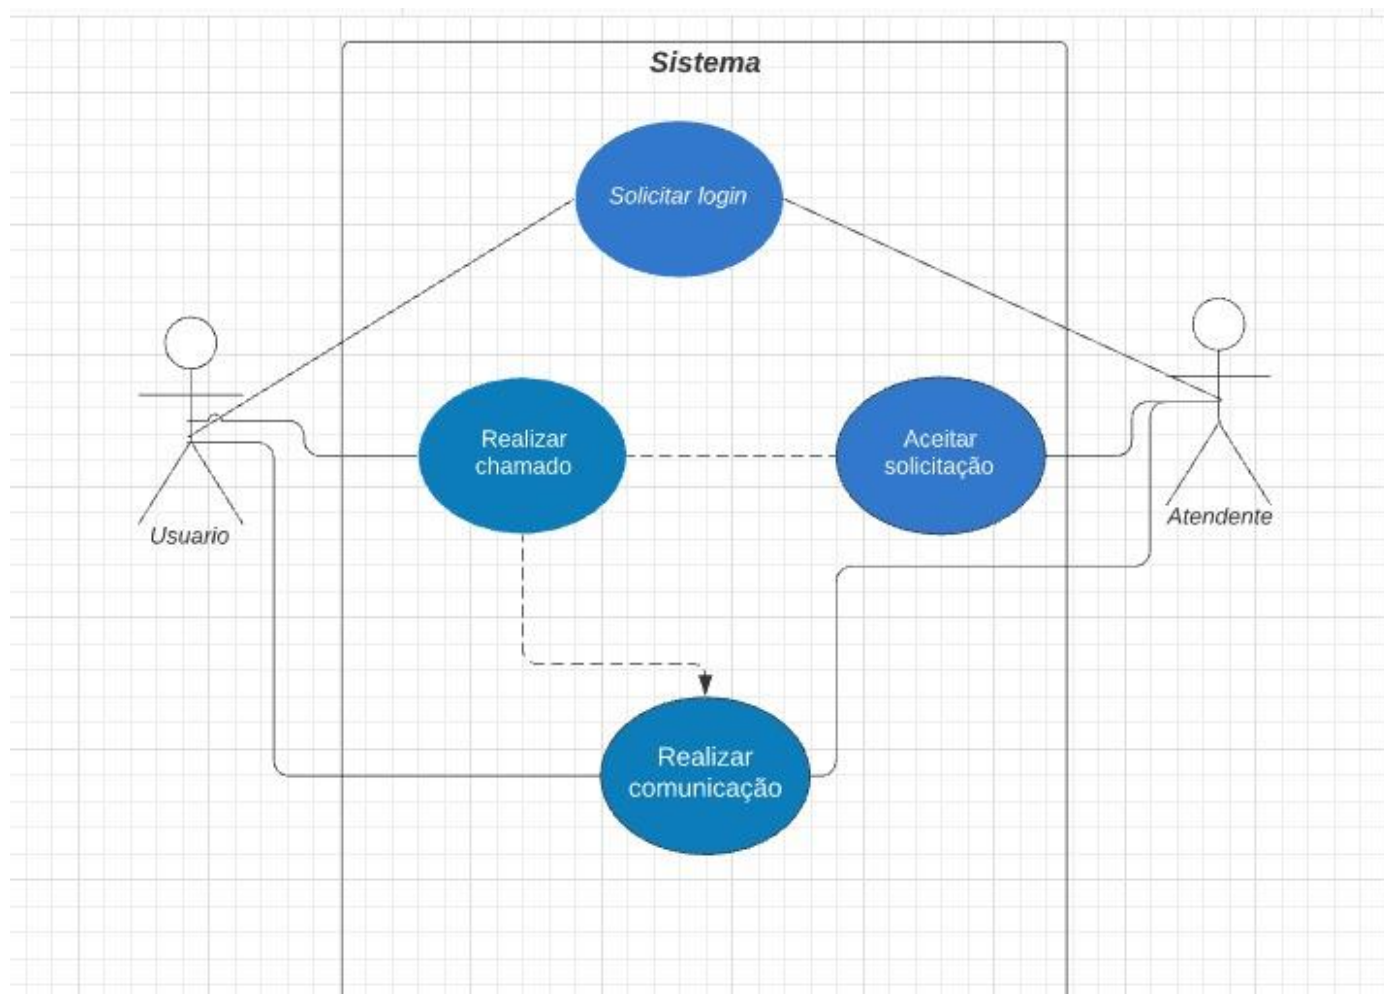 Sistema
Solicitar login
Realizar
chamado
Aceitar
solicitação
Usuario
Atendente
Realizar
comunicação